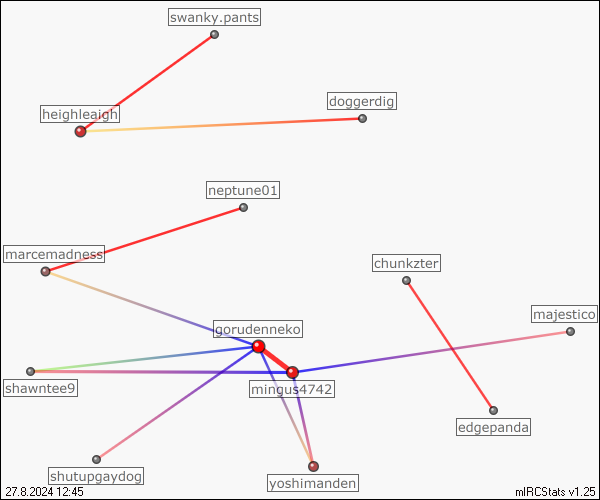 swanky.pants
doggerdig
heighleaigh
neptune01
marcemadness
chunkzter
majestico
gorudenneko
shawntee9
mingus4742
edgepanda
shutupgaydog
yoshimanden
27.8.2024 12:45
mIRCStats v1.25